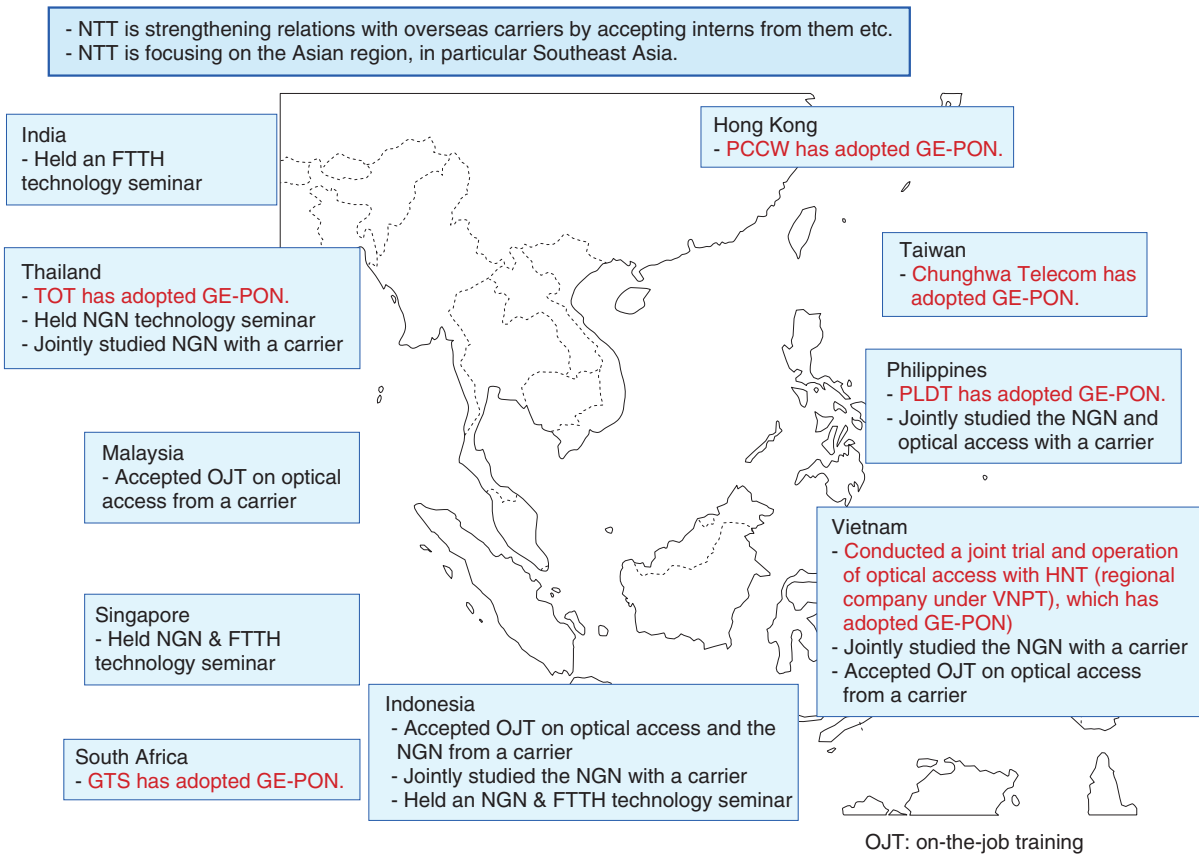 - NTT is strengthening relations with overseas carriers by accepting interns from them etc.
- NTT is focusing on the Asian region, in particular Southeast Asia.
India
- Held an FTTH
technology seminar
Hong Kong
- PCCW has adopted GE-PON.
Thailand
- TOT has adopted GE-PON.
- Held NGN technology seminar
- Jointly studied NGN with a carrier
Taiwan
- Chunghwa Telecom has
adopted GE-PON.
Philippines
- PLDT has adopted GE-PON.
- Jointly studied the NGN and
optical access with a carrier
Malaysia
- Accepted OJT on optical
access from a carrier
Vietnam
- Conducted a joint trial and operation
of optical access with HNT (regional
company under VNPT), which has
adopted GE-PON)
- Jointly studied the NGN with a carrier
- Accepted OJT on optical access
from a carrier
Singapore
- Held NGN & FTTH
technology seminar
Indonesia
- Accepted OJT on optical access and the
NGN from a carrier
- Jointly studied the NGN with a carrier
- Held an NGN & FTTH technology seminar
South Africa
- GTS has adopted GE-PON.
OJT: on-the-job training